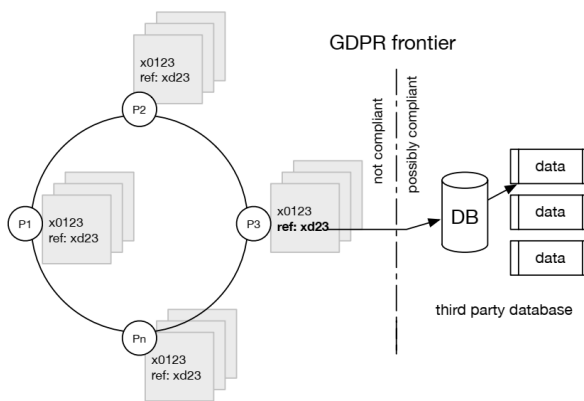 GDPR frontier
x0123
ref: xd23
P2
not compliant
possibly compliant
data
P1
x0123
ref: xd23
P3
x0123
ref: xd23
DB
data
data
third party database
Pn
x0123
ref: xd23